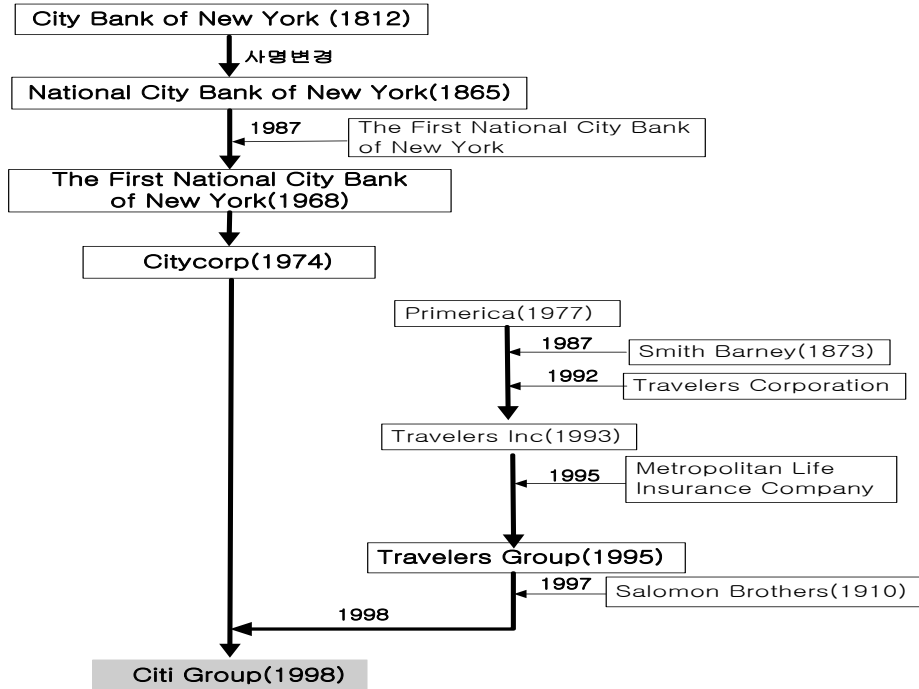 City Bank of New York (1812)
사명변경
National City Bank of New York(1865)
1987
The First National City Bank
of New York
The First National City Bank
of New York(1968)
Citycorp(1974)
Primerica(1977)
1987
Smith Barney(1873)
1992
Travelers Corporation
Travelers Inc(1993)
1995
Metropolitan Life
Insurance Company
Travelers Group(1995)
1997
Salomon Brothers(1910)
1998
Citi Group(1998)